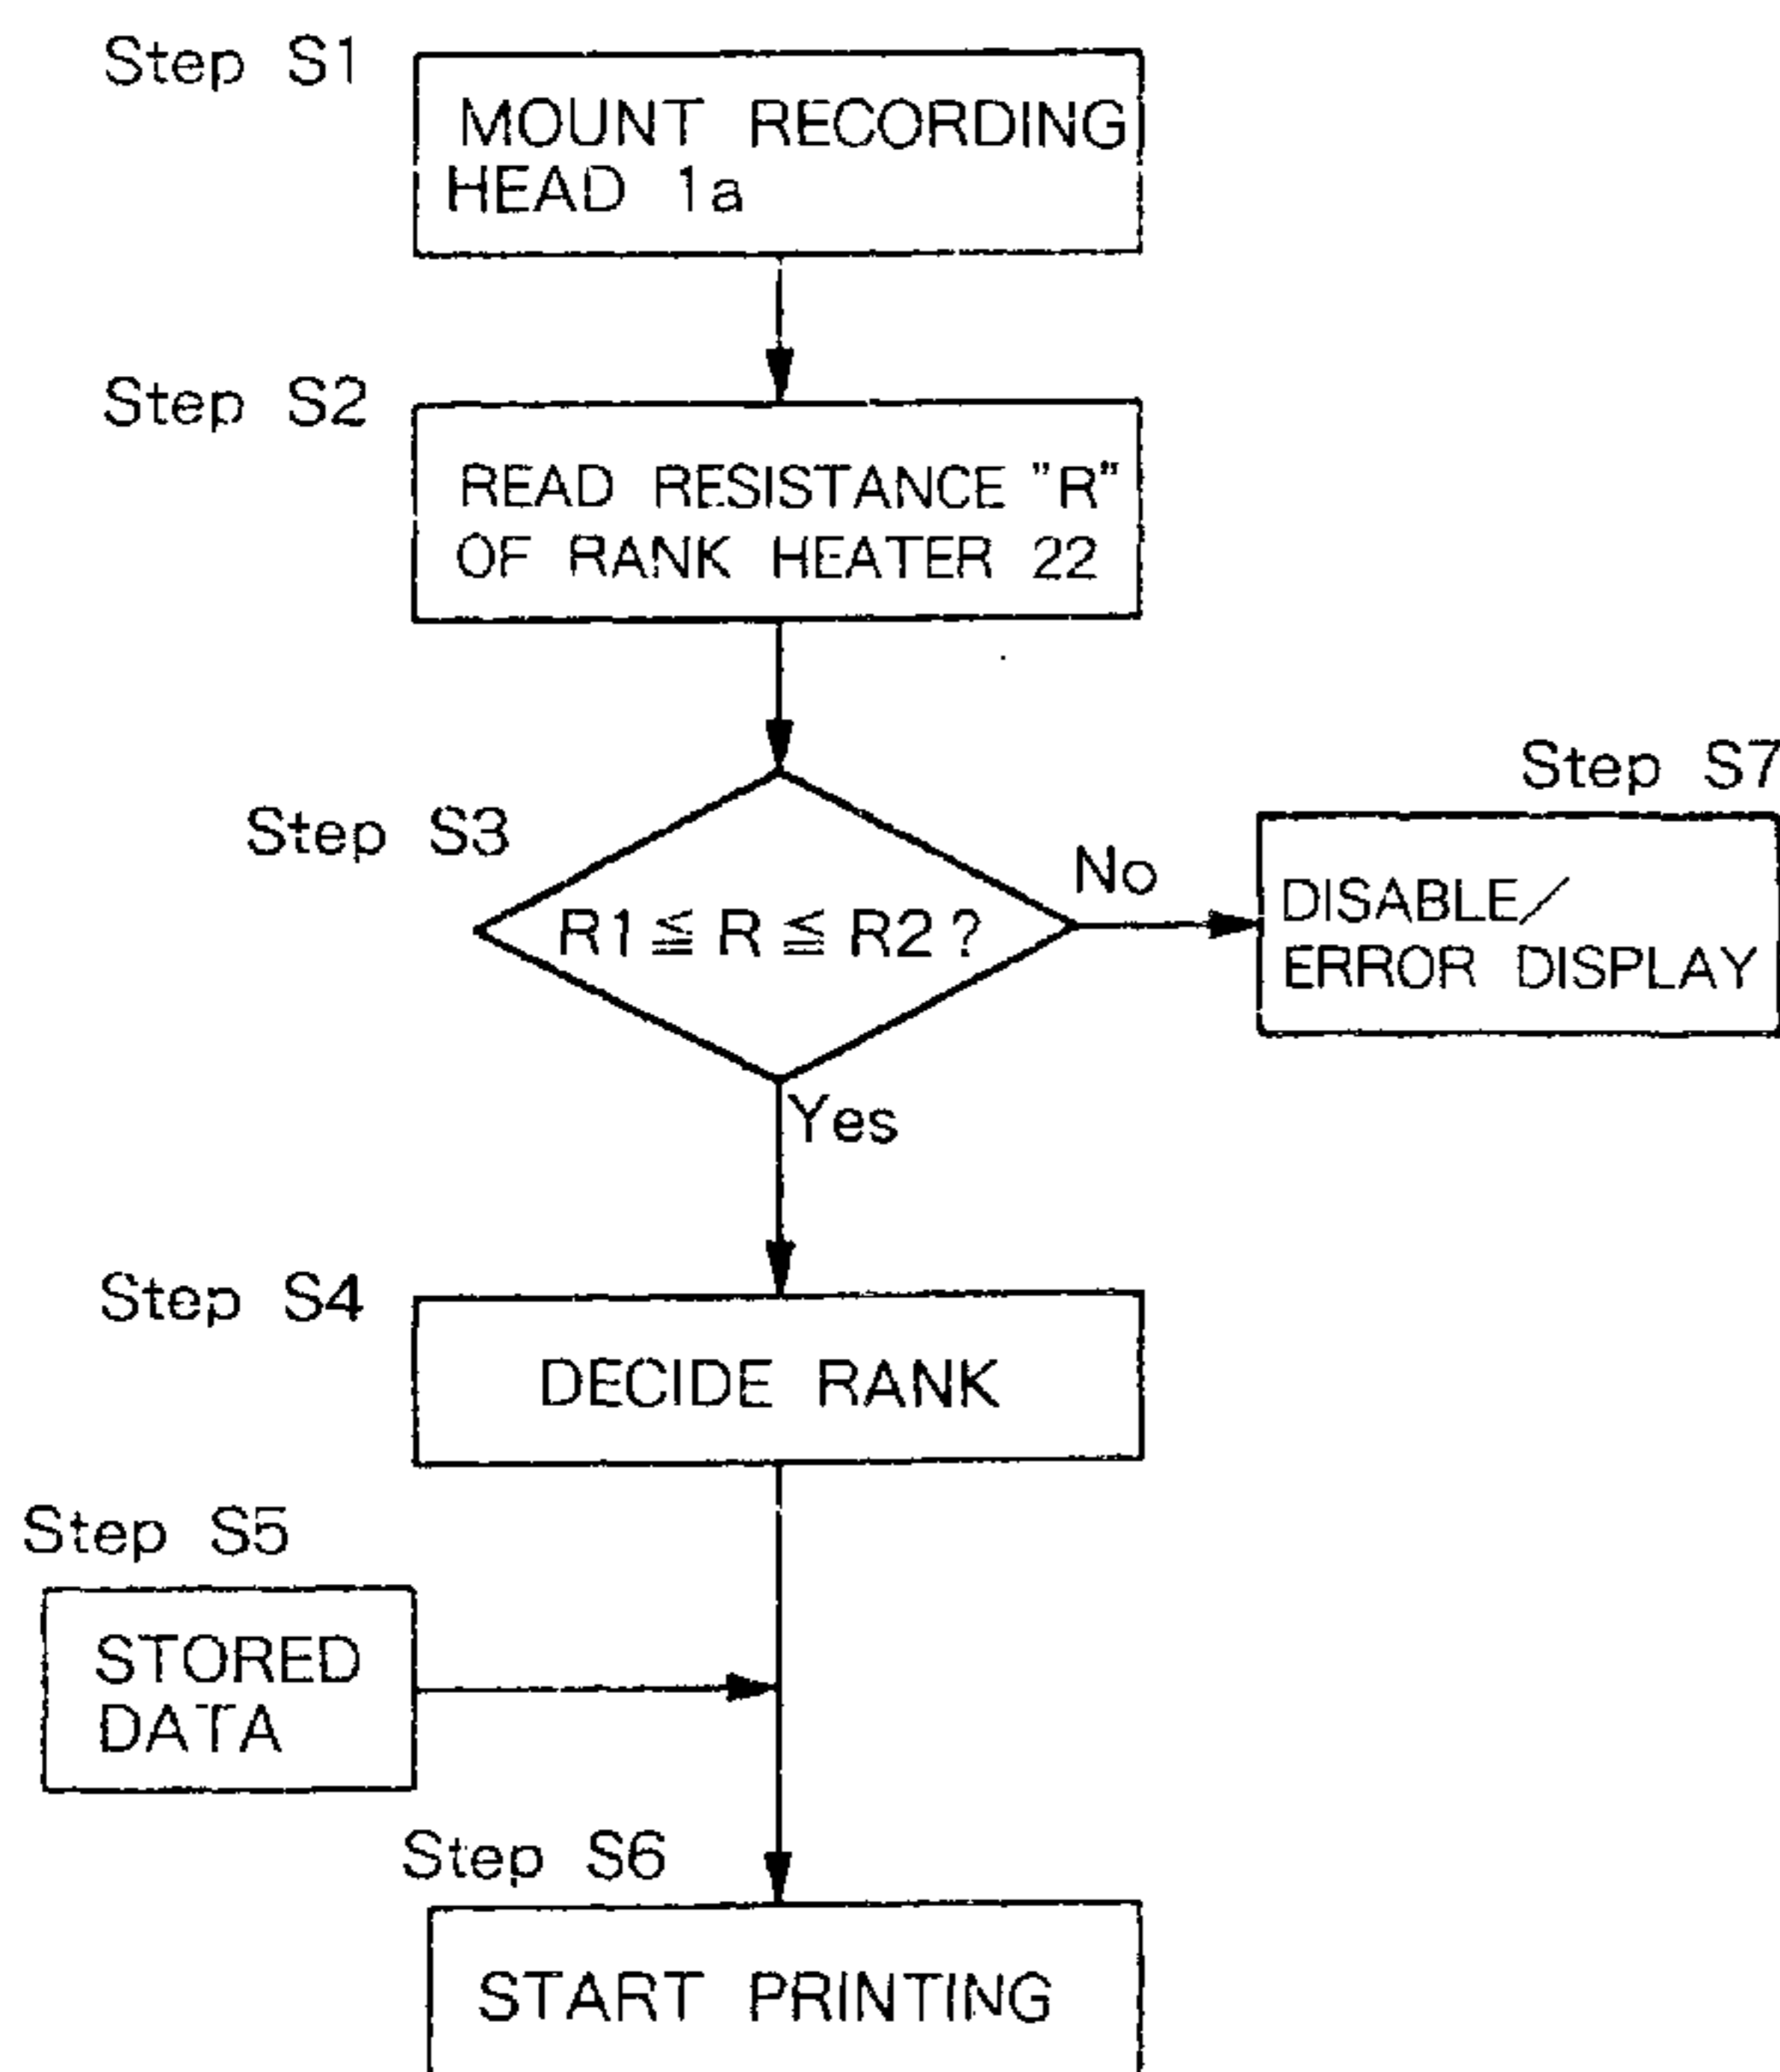 Step S1
MOUNT RECORDING
HEAD 1a
Step S2
READ RESISTANCE "R"
OF RANK HEATER 22
Step S3
R1 ≦ R ≦ R2 ?
No
Step S7
DISABLE/
ERROR DISPLAY
Yes
Step S4
DECIDE RANK
Step S5
STORED
DATA
Step S6
START PRINTING